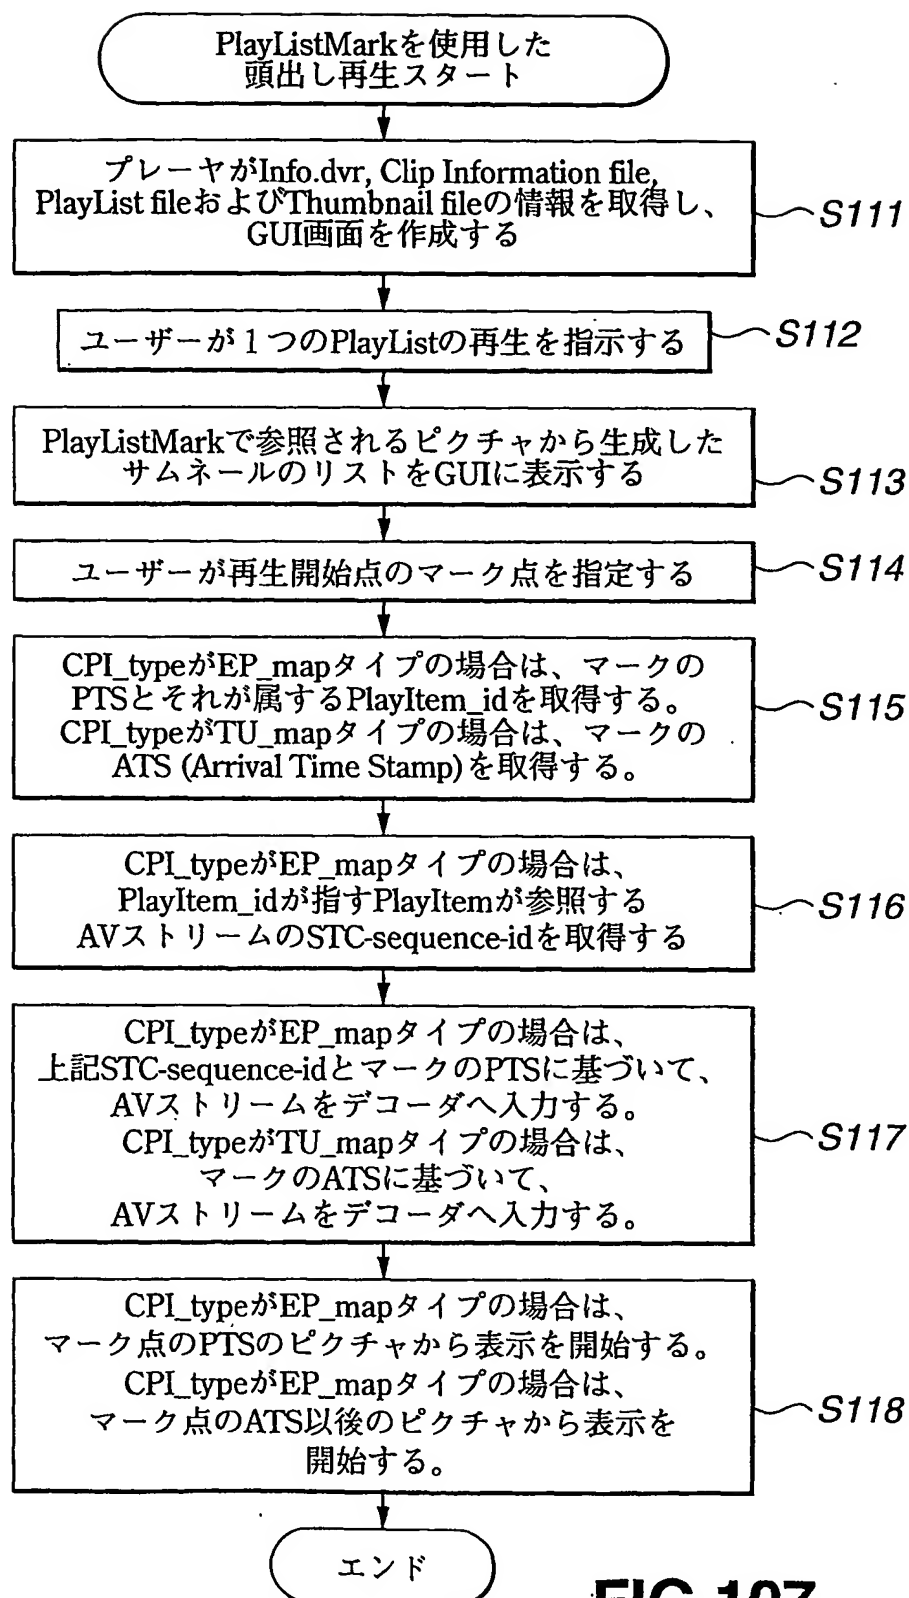 PlayListMarkを使用した
頭出し再生スタート
プレーヤがInfo.dvr, Clip Information file,
PlayList fileおよびThumbnail fileの情報を取得し、
GUI画面を作成する
S111
ユーザーが1つのPlayListの再生を指示する
S112
PlayListMarkで参照されるピクチャから生成した
サムネールのリストをGUIに表示する
S113
ユーザーが再生開始点のマーク点を指定する
S114
CPI_typeがEP_mapタイプの場合は、マークの
PTSとそれが属するPlayItem_idを取得する。
CPI_typeがTU_mapタイプの場合は、マークの
ATS (Arrival Time Stamp)を取得する。
S115
CPI_typeがEP_mapタイプの場合は、
PlayItem_idが指すPlayItemが参照する
AVストリームのSTC-sequence-idを取得する
S116
CPI_typeがEP_mapタイプの場合は、
上記STC-sequence-idとマークのPTSに基づいて、
AVストリームをデコーダへ入力する。
CPI_typeがTU_mapタイプの場合は、
マークのATSに基づいて、
AVストリームをデコーダへ入力する。
S117
CPI_typeがEP_mapタイプの場合は、
マーク点のPTSのピクチャから表示を開始する。
CPI_typeがEP_mapタイプの場合は、
マーク点のATS以後のピクチャから表示を
開始する。
S118
エンド
FIG.107